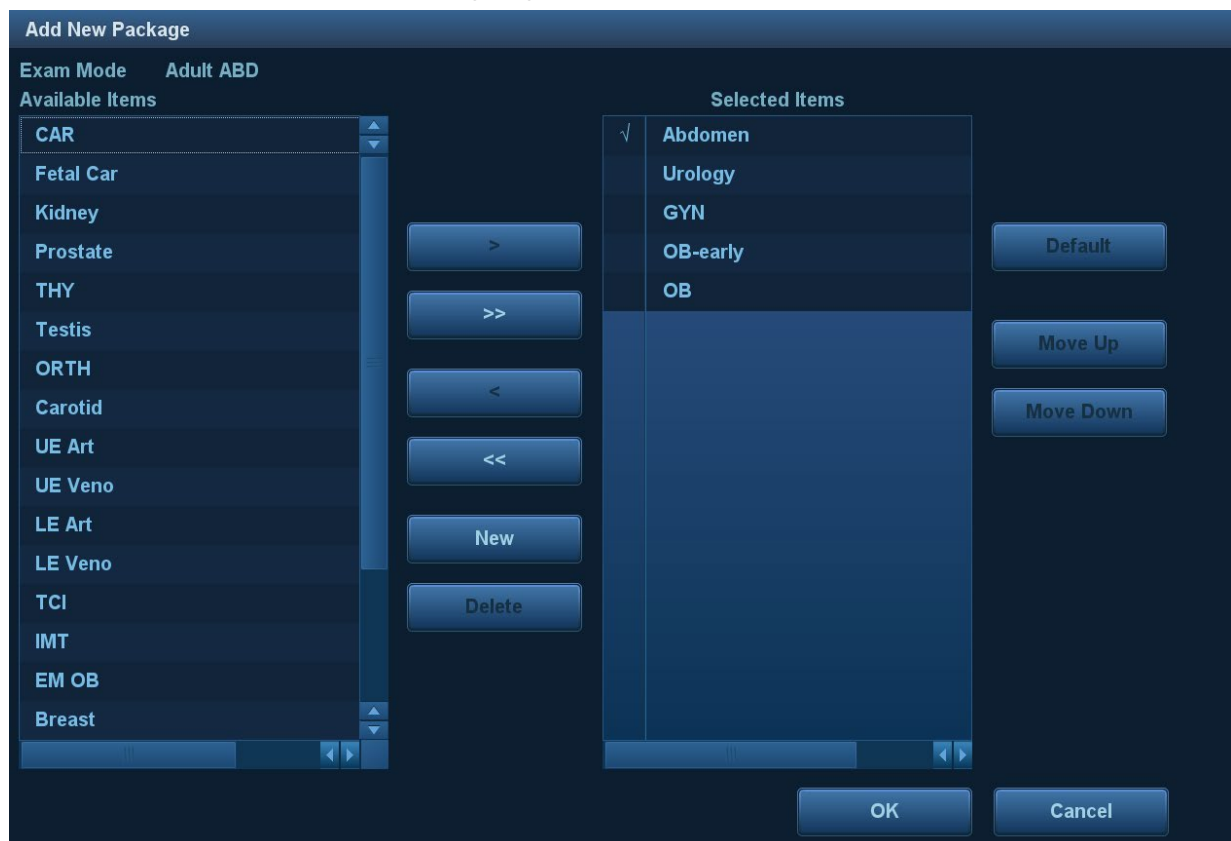 Add New Package
Exam Mode Adult ABD
Available Items
CAR
Fetal Car
Kidney
Prostate
THY
Testis
ORTH
Carotid
UE Art
UE Veno
LE Art
LE Veno
TCI
IMT
EM OB
Breast
>
>>
<
<<
New
Delete
Selected Items
√ Abdomen
Urology
GYN
OB-early
OB
Default
Move Up
Move Down
OK
Cancel